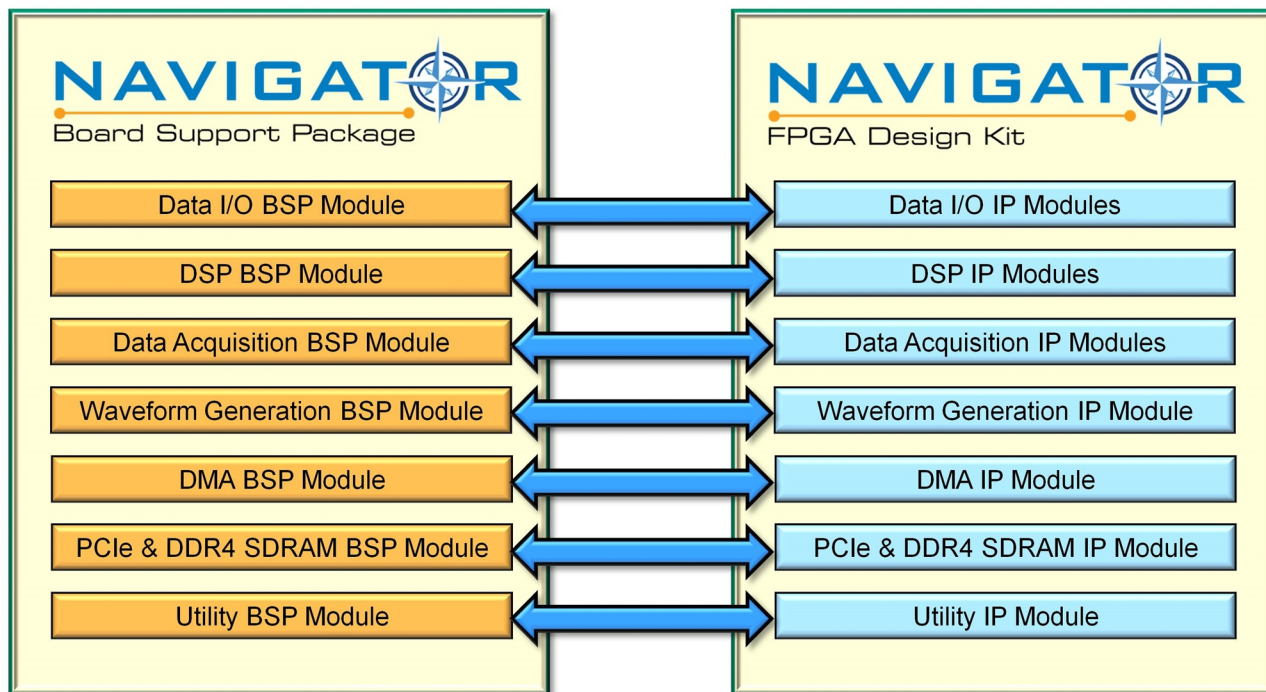 NAVIGATOR
Board Support Package
Data I/O BSP Module
DSP BSP Module
Data Acquisition BSP Module
Waveform Generation BSP Module
DMA BSP Module
PCIe & DDR4 SDRAM BSP Module
Utility BSP Module
NAVIGATOR
FPGA Design Kit
Data I/O IP Modules
DSP IP Modules
Data Acquisition IP Modules
Waveform Generation IP Module
DMA IP Module
PCIe & DDR4 SDRAM IP Module
Utility IP Module